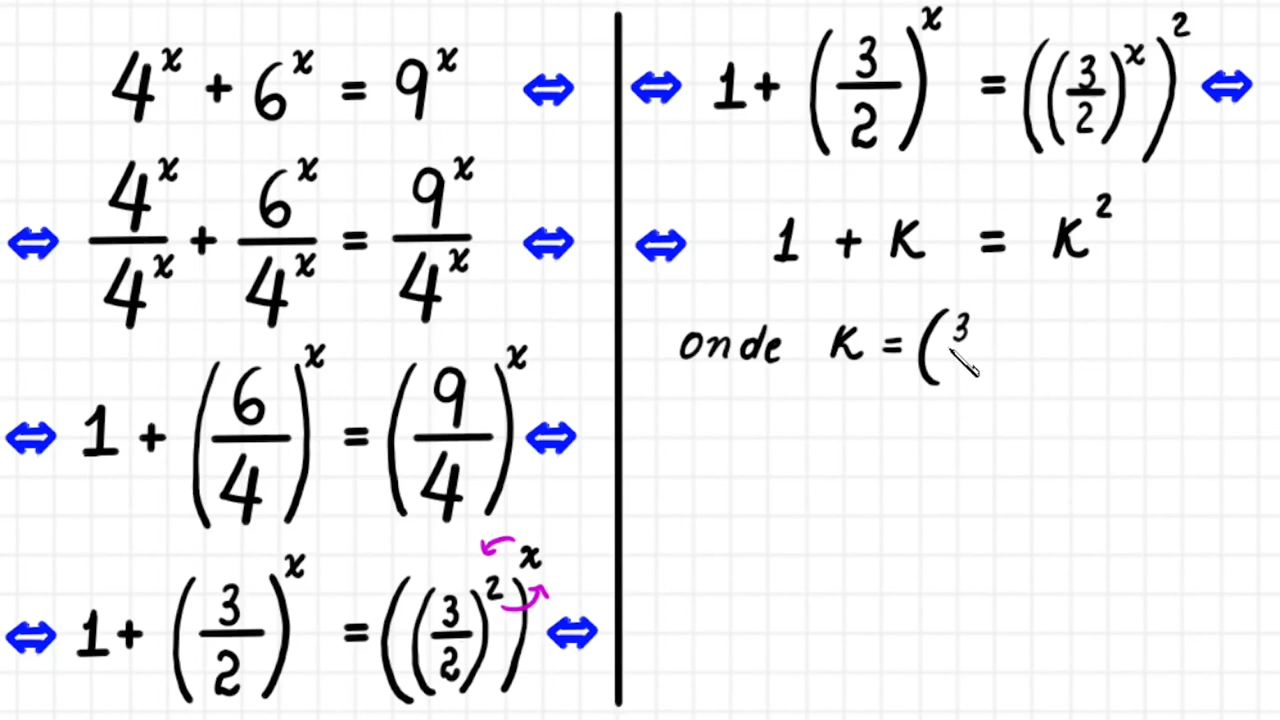 4^x + 6^x = 9^x ⇔
⇔ 4^x/4^x + 6^x/4^x = 9^x/4^x ⇔
⇔ 1 + (6/4)^x = (9/4)^x ⇔
⇔ 1 + (3/2)^x = ((3/2)^2)^x ⇔
⇔ 1 + (3/2)^x = ((3/2)^x)^2 ⇔
⇔ 1 + K = K^2
onde K = (3